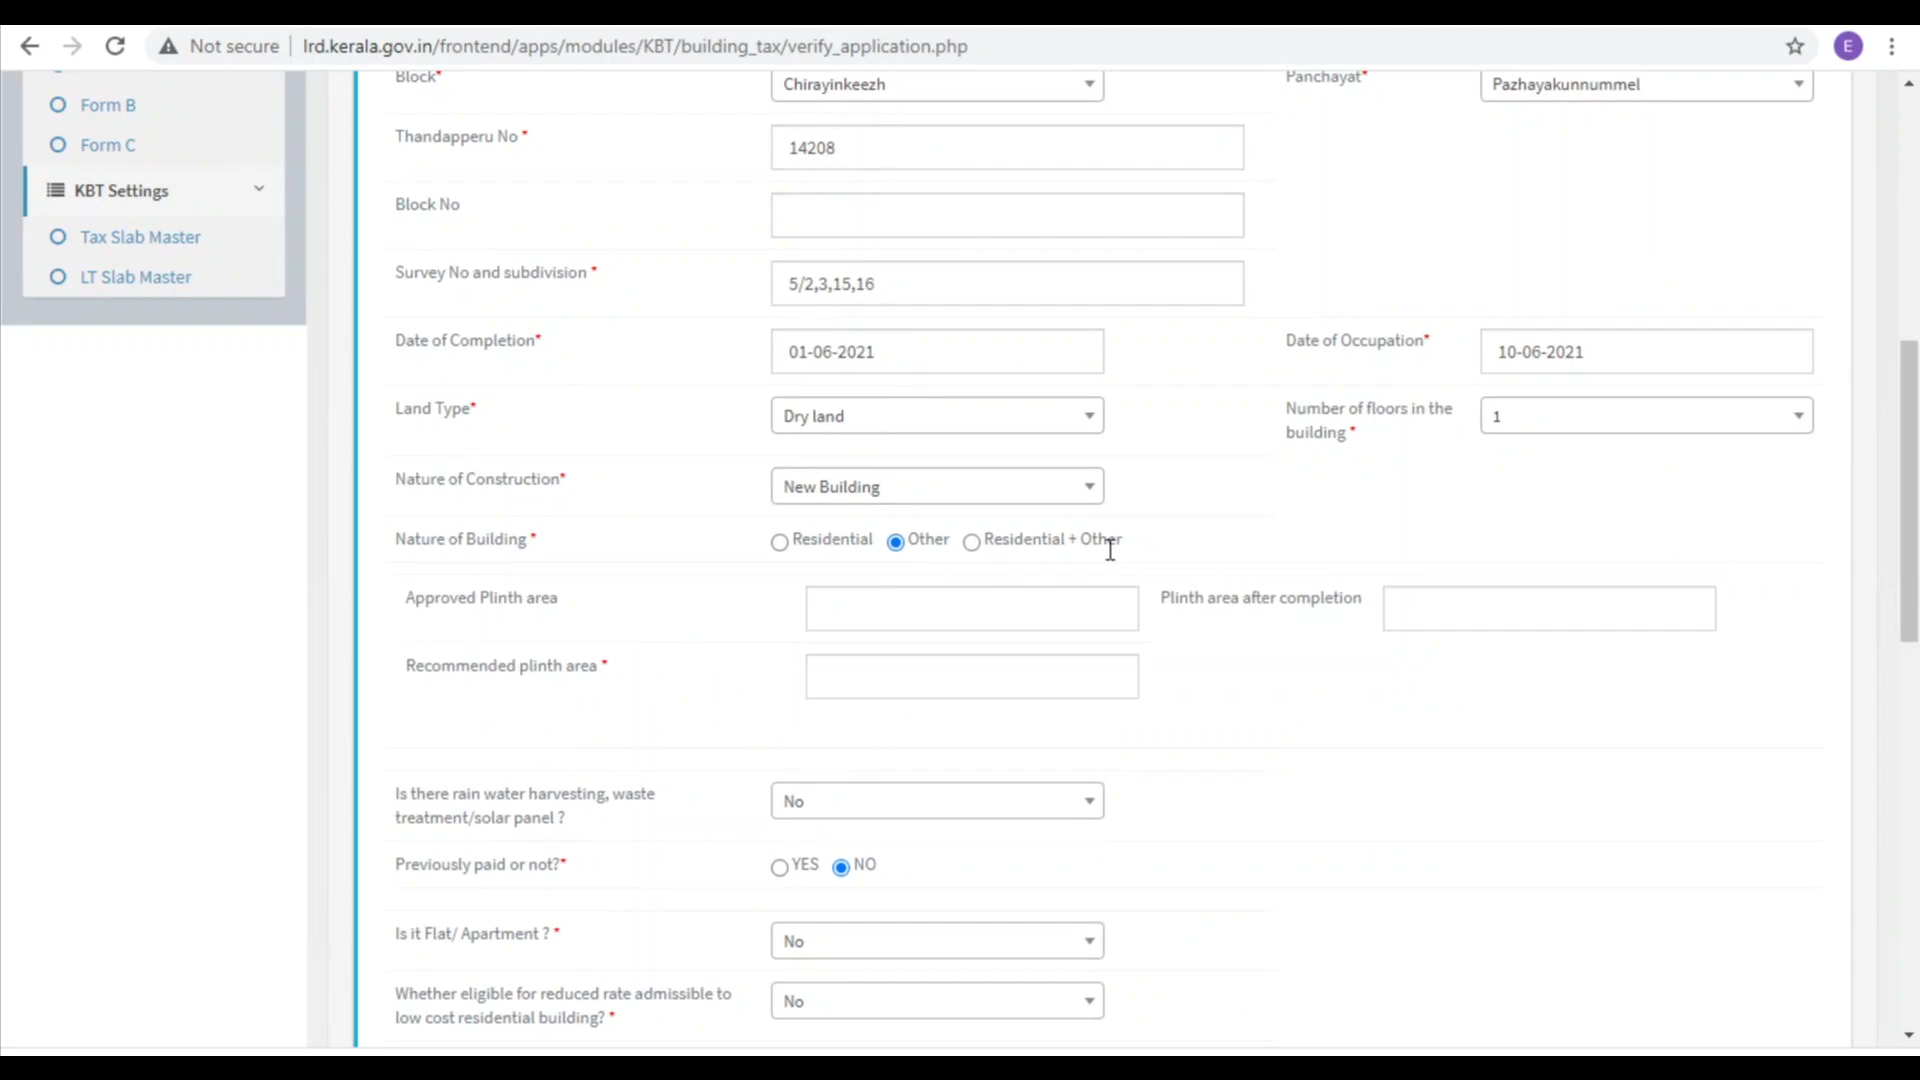 Not secure
lrd.kerala.gov.in/frontend/apps/modules/KBT/building_tax/verify_application.php
E
Form B
Form C
KBT Settings
Tax Slab Master
LT Slab Master
Block*
Chirayinkeezh
Panchayat*
Pazhayakunnummel
Thandapperu No *
14208
Block No
Survey No and subdivision *
5/2,3,15,16
Date of Completion*
01-06-2021
Date of Occupation*
10-06-2021
Land Type*
Dry land
Number of floors in the
building *
1
Nature of Construction*
New Building
Nature of Building *
Residential
Other
Residential + Other
Approved Plinth area
Plinth area after completion
Recommended plinth area *
Is there rain water harvesting, waste
treatment/solar panel ?
No
Previously paid or not?*
YES
NO
Is it Flat/ Apartment ? *
No
Whether eligible for reduced rate admissible to
low cost residential building? *
No